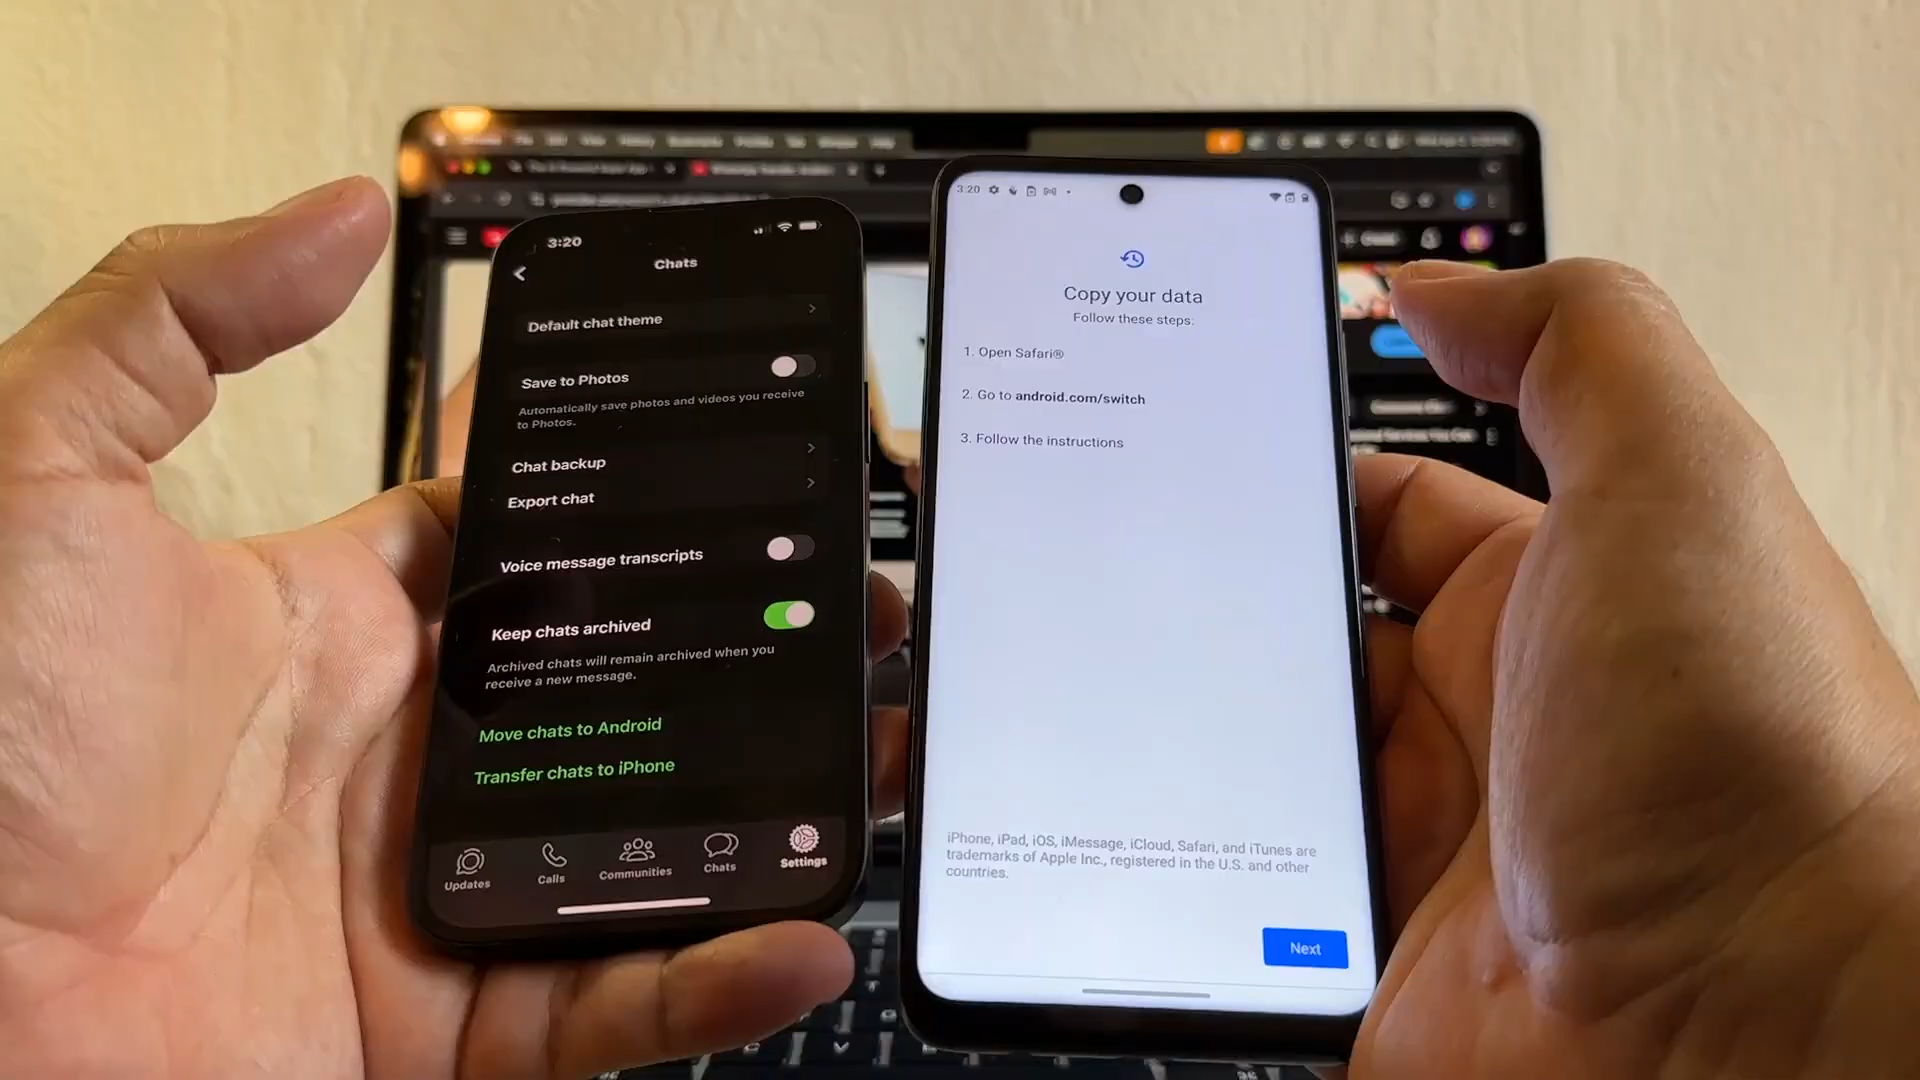 3:20
Chats
Default chat theme
Save to Photos
Automatically save photos and videos you receive
to Photos.
Chat backup
Export chat
Voice message transcripts
Keep chats archived
Archived chats will remain archived when you
receive a new message.
Move chats to Android
Transfer chats to iPhone
Updates
Calls
Communities
Chats
Settings
3:20
Copy your data
Follow these steps:
1. Open Safari®
2. Go to android.com/switch
3. Follow the instructions
iPhone, iPad, iOS, iMessage, iCloud, Safari, and iTunes are
trademarks of Apple Inc., registered in the U.S. and other
countries.
Next